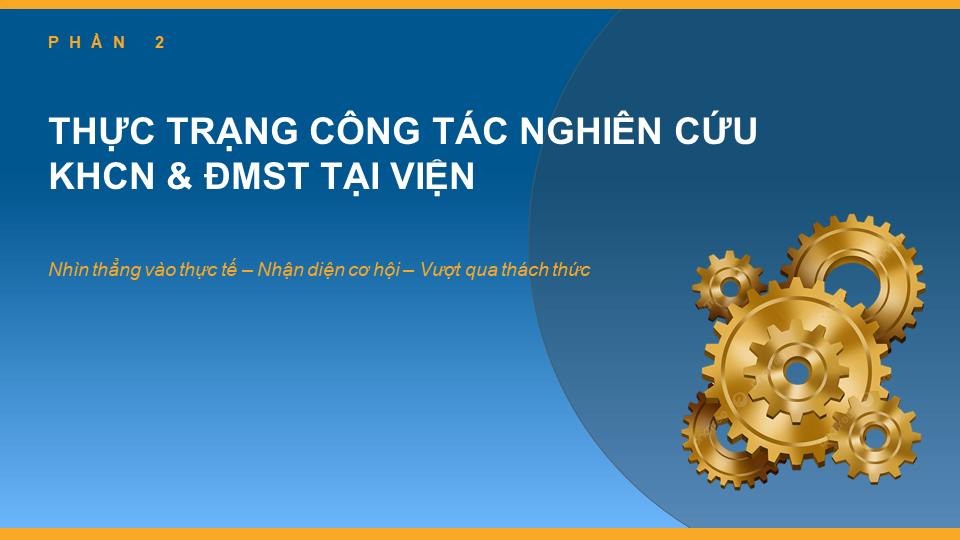 PHẦN 2
THỰC TRẠNG CÔNG TÁC NGHIÊN CỨU
KHCN & ĐMST TẠI VIỆN
Nhìn thẳng vào thực tế – Nhận diện cơ hội – Vượt qua thách thức